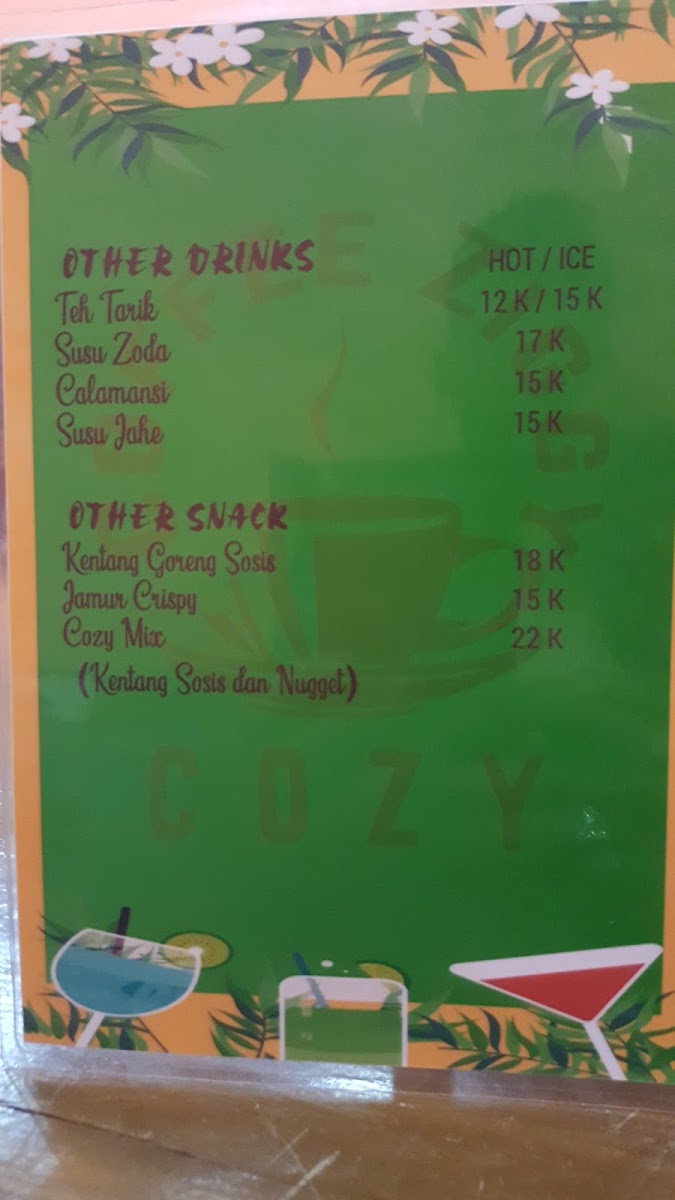 OTHER DRINKS HOT / ICE
Teh Tarik 12 K / 15 K
Susu Zoda 17 K
Calamansi 15 K
Susu Jahe 15 K
OTHER SNACK
Kentang Goreng Sosis 18 K
Jamur Crispy 15 K
Cozy Mix 22 K
(Kentang Sosis dan Nugget)
COZY